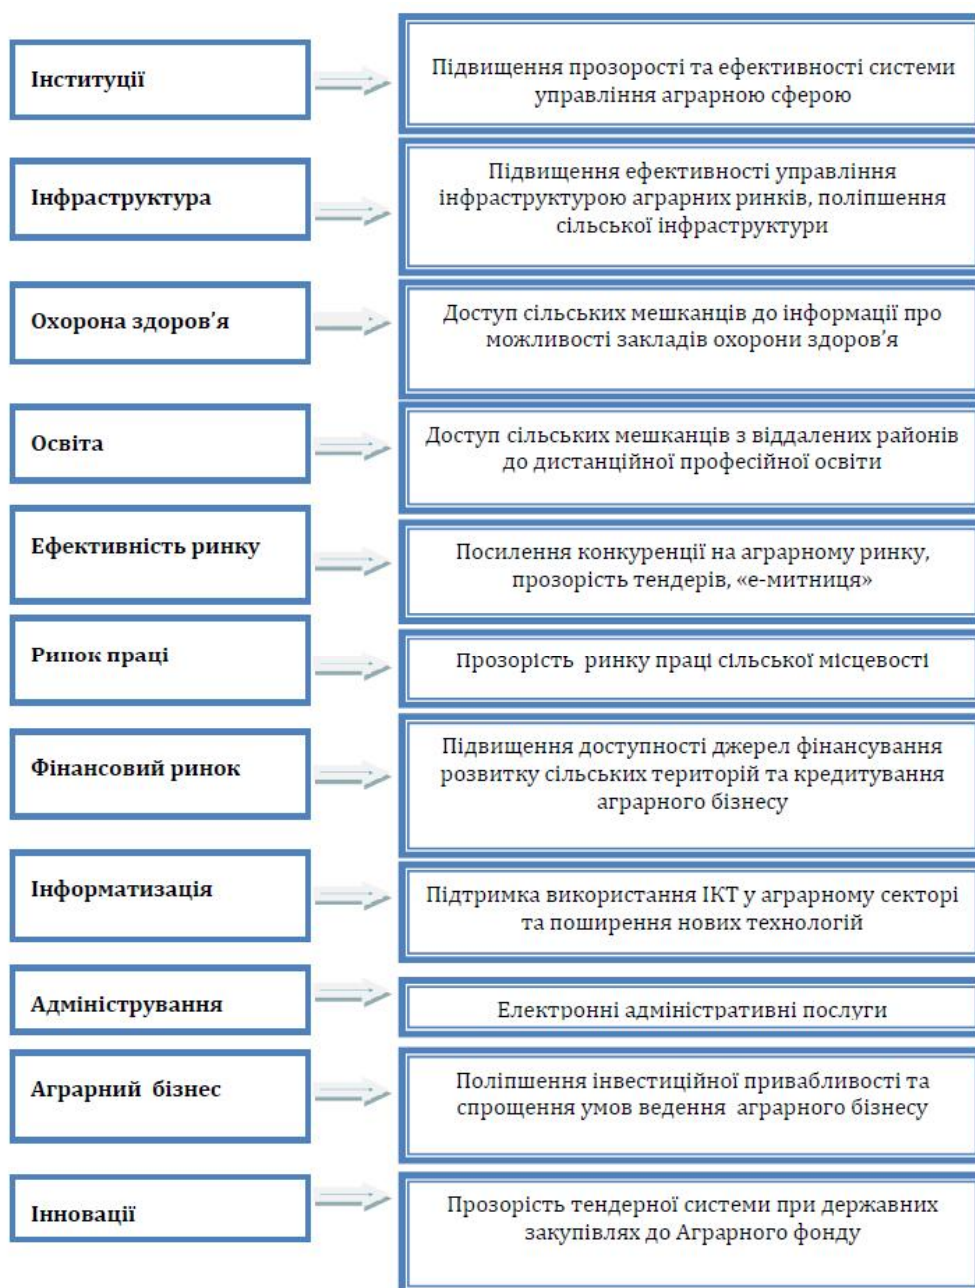 Інституції
Підвищення прозорості та ефективності системи
управління аграрною сферою
Інфраструктура
Підвищення ефективності управління
інфраструктурою аграрних ринків, поліпшення
сільської інфраструктури
Охорона здоров’я
Доступ сільських мешканців до інформації про
можливості закладів охорони здоров’я
Освіта
Доступ сільських мешканців з віддалених районів
до дистанційної професійної освіти
Ефективність ринку
Посилення конкуренції на аграрному ринку,
прозорість тендерів, «е-митниця»
Ринок праці
Прозорість ринку праці сільської місцевості
Фінансовий ринок
Підвищення доступності джерел фінансування
розвитку сільських територій та кредитування
аграрного бізнесу
Інформатизація
Підтримка використання ІКТ у аграрному секторі
та поширення нових технологій
Адміністрування
Електронні адміністративні послуги
Аграрний бізнес
Поліпшення інвестиційної привабливості та
спрощення умов ведення аграрного бізнесу
Інновації
Прозорість тендерної системи при державних
закупівлях до Аграрного фонду